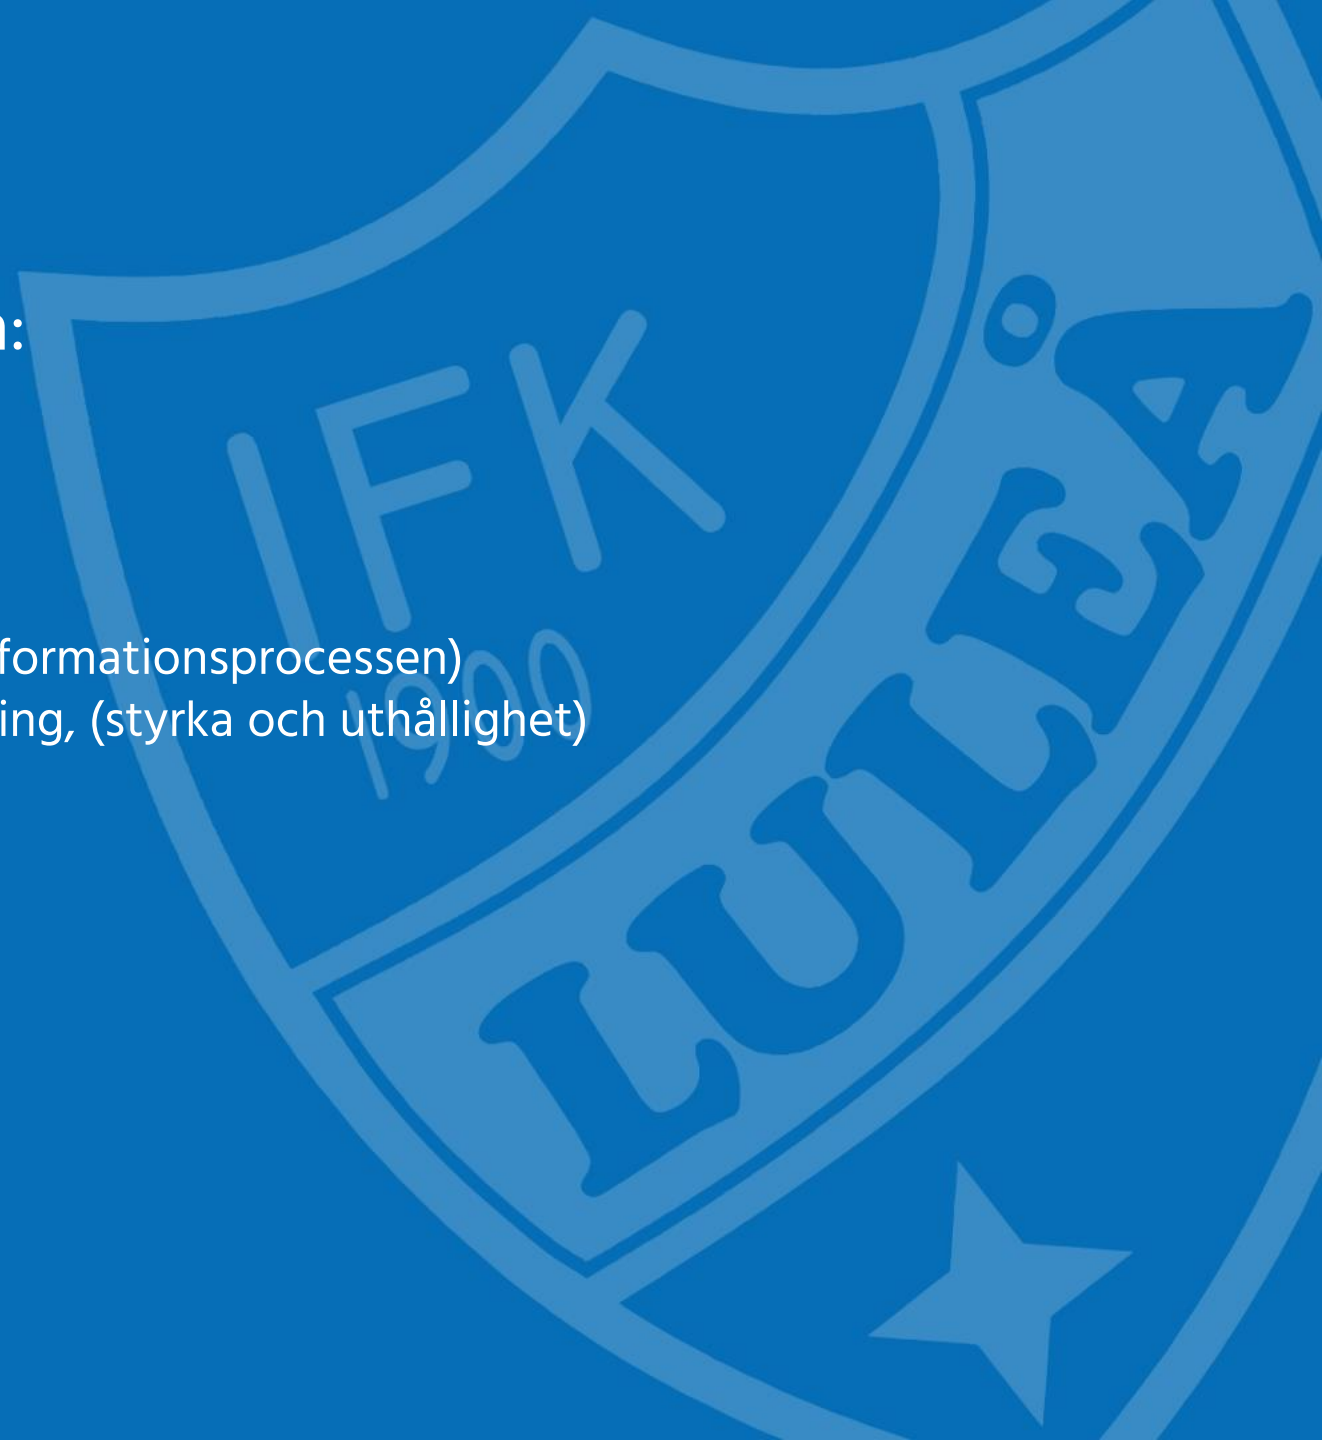 :
formationsprocessen)
ing, (styrka och uthållighet)
IFK
1900
LULEÅ